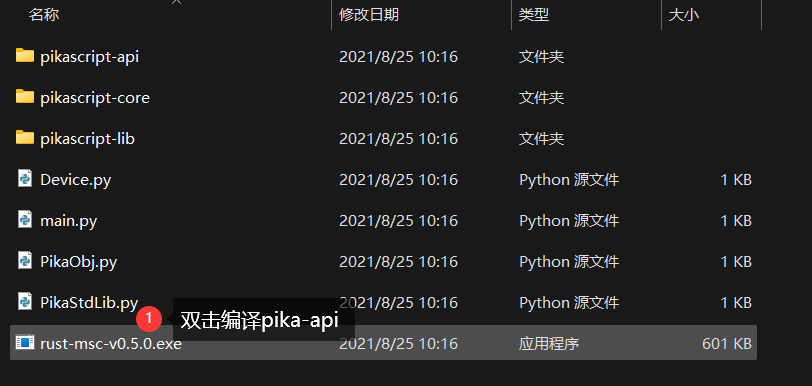 名称 修改日期 类型 大小
pikascript-api 2021/8/25 10:16 文件夹
pikascript-core 2021/8/25 10:16 文件夹
pikascript-lib 2021/8/25 10:16 文件夹
Device.py 2021/8/25 10:16 Python 源文件 1 KB
main.py 2021/8/25 10:16 Python 源文件 1 KB
PikaObj.py 2021/8/25 10:16 Python 源文件 1 KB
PikaStdLib.py 2021/8/25 10:16 Python 源文件 1 KB
1 双击编译pika-api
rust-msc-v0.5.0.exe 2021/8/25 10:16 应用程序 601 KB